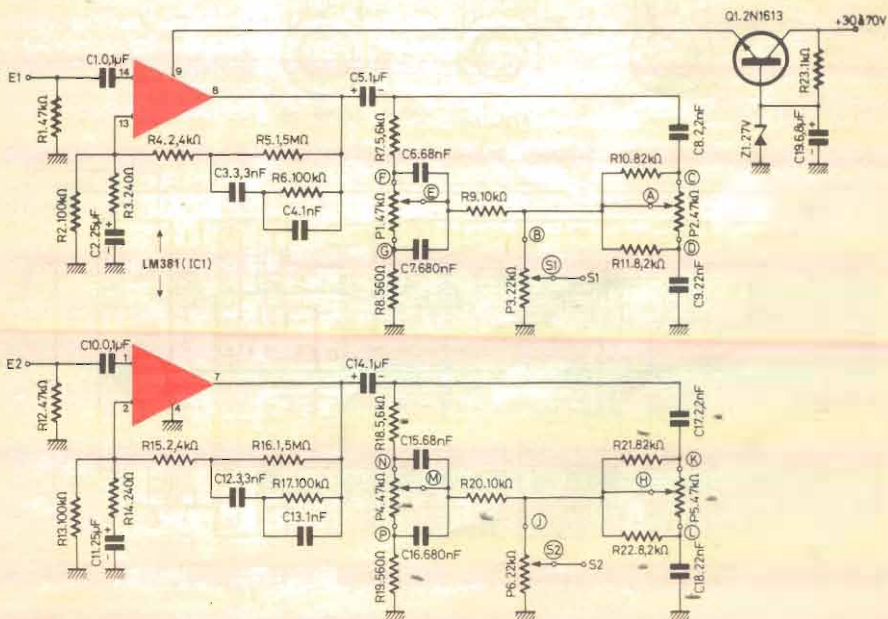 Q1.2N1613
+30à70V
R23.1kΩ
Z1.27V
C19.6,8µF
+
-
E1
C1.0,1µF
14
9
8
13
R1.47kΩ
R4.2,4kΩ
R5.1,5MΩ
C3.3,3nF
R6.100kΩ
C4.1nF
R2.100kΩ
R3.240Ω
C2.25µF
+
-
LM381(IC1)
C5.1µF
+
-
R7.5,6kΩ
C6.68nF
F
E
P1.47kΩ
G
C7.680nF
R8.560Ω
R9.10kΩ
B
P3.22kΩ
S1
S1
C8.2,2nF
R10.82kΩ
C
A
P2.47kΩ
D
R11.8,2kΩ
C9.22nF
E2
C10.0,1µF
1
7
2
4
R12.47kΩ
R15.2,4kΩ
R16.1,5MΩ
C12.3,3nF
R17.100kΩ
C13.1nF
R13.100kΩ
R14.240Ω
C11.25µF
+
-
C14.1µF
+
-
R18.5,6kΩ
C15.68nF
N
M
P4.47kΩ
P
C16.680nF
R19.560Ω
R20.10kΩ
J
P6.22kΩ
S2
S2
C17.2,2nF
R21.82kΩ
K
H
P5.47kΩ
L
R22.8,2kΩ
C18.22nF